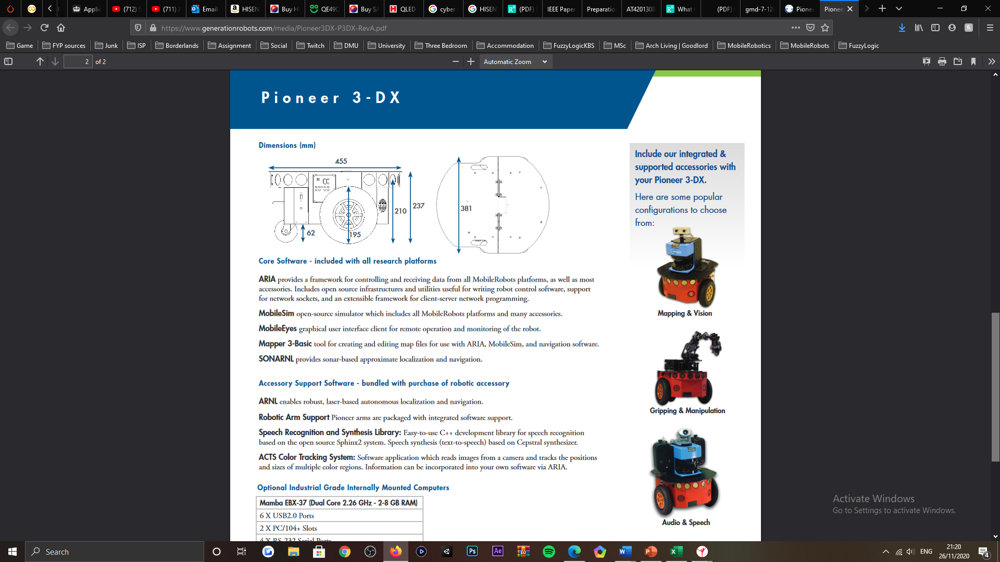 Applic
(712) S
(711) J
Email
HISEN
Buy H
QE49C
Buy SA
QLED
cyber
HISEN
(PDF)
IEEE Paper
Preparatio
AT4201308
What
(PDF)
gmd-7-124
Pionee
Pioneer
https://www.generationrobots.com/media/Pioneer3DX-P3DX-RevA.pdf
Game
FYP sources
Junk
ISP
Borderlands
Assignment
Social
Twitch
DMU
University
Three Bedroom
Accommodation
FuzzyLogicKBS
MSc
Arch Living | Goodlord
MobileRobotics
MobileRobots
FuzzyLogic
2 of 2
Automatic Zoom
Pioneer 3-DX
Dimensions (mm)
455
237
210
195
62
381
Core Software - included with all research platforms
ARIA provides a framework for controlling and receiving data from all MobileRobots platforms, as well as most
accessories. Includes open source infrastructures and utilities useful for writing robot control software, support
for network sockets, and an extensible framework for client-server network programming.
MobileSim open-source simulator which includes all MobileRobots platforms and many accessories.
MobileEyes graphical user interface client for remote operation and monitoring of the robot.
Mapper 3-Basic tool for creating and editing map files for use with ARIA, MobileSim, and navigation software.
SONARNL provides sonar-based approximate localization and navigation.
Accessory Support Software - bundled with purchase of robotic accessory
ARNL enables robust, laser-based autonomous localization and navigation.
Robotic Arm Support Pioneer arms are packaged with integrated software support.
Speech Recognition and Synthesis Library: Easy-to-use C++ development library for speech recognition
based on the open source Sphinx2 system. Speech synthesis (text-to-speech) based on Cepstral synthesizer.
ACTS Color Tracking System: Software application which reads images from a camera and tracks the positions
and sizes of multiple color regions. Information can be incorporated into your own software via ARIA.
Optional Industrial Grade Internally Mounted Computers
Mamba EBX-37 (Dual Core 2.26 GHz - 2-8 GB RAM)
6 X USB2.0 Ports
2 X PC/104+ Slots
4 X RS-232 Serial Ports
Include our integrated &
supported accessories with
your Pioneer 3-DX.
Here are some popular
configurations to choose
from:
Mapping & Vision
Gripping & Manipulation
Audio & Speech
Activate Windows
Go to Settings to activate Windows.
Search
ENG
21:20
26/11/2020
4